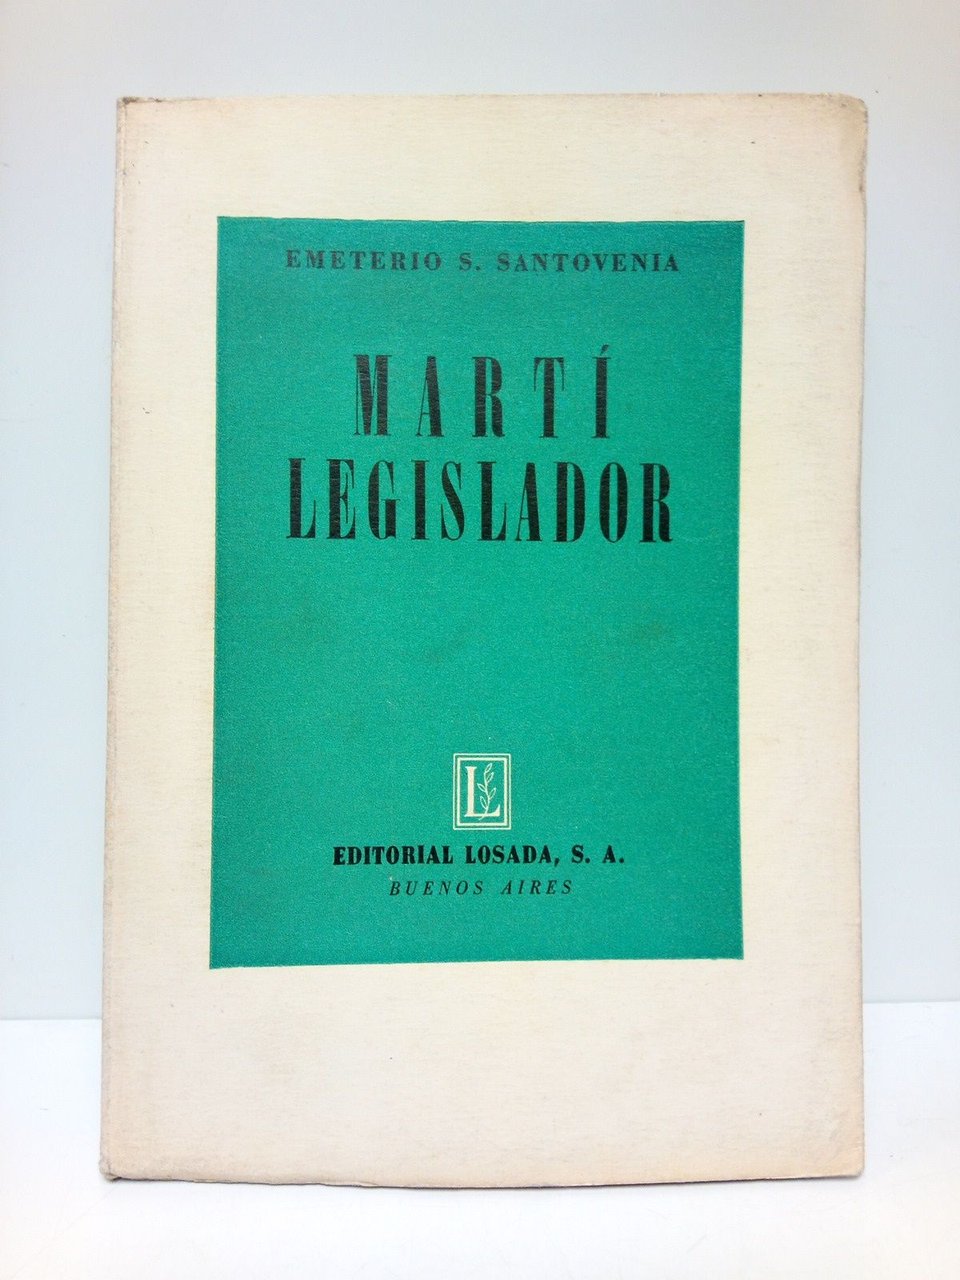 EMETERIO S. SANTOVENIA
MARTÍ
LEGISLADOR
L
EDITORIAL LOSADA, S. A.
BUENOS AIRES